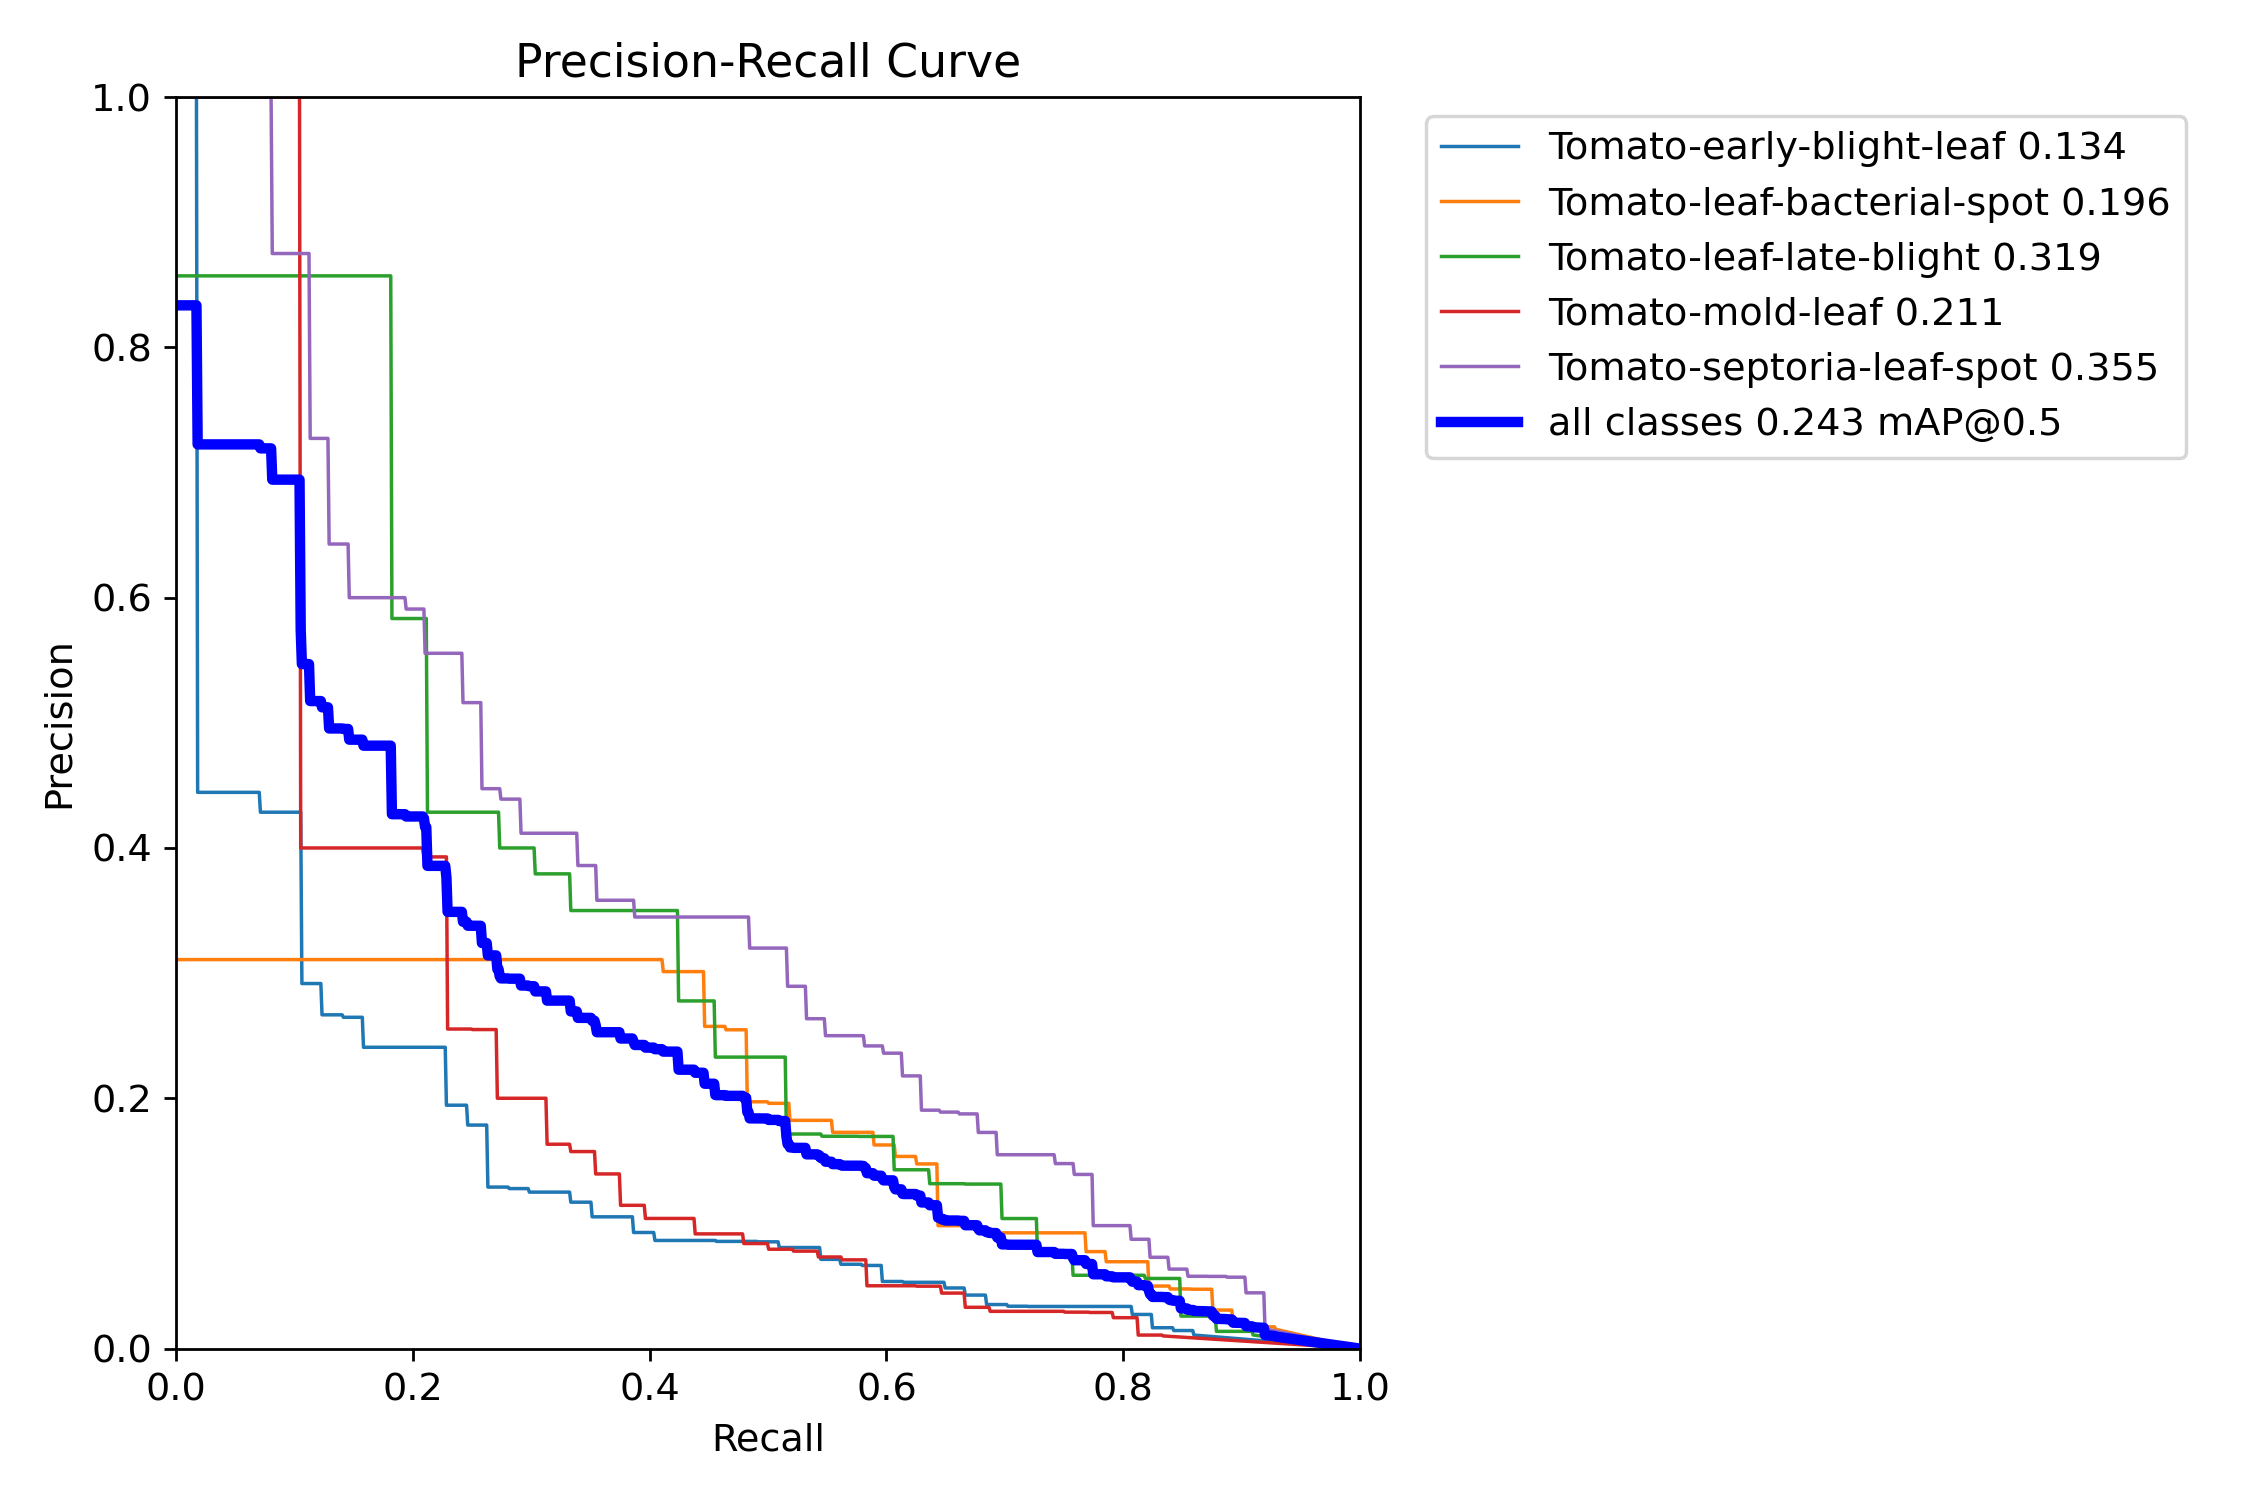 Precision-Recall Curve
1.0
0.8
0.6
0.4
0.2
0.0
Precision
0.0 0.2 0.4 0.6 0.8 1.0
Recall
Tomato-early-blight-leaf 0.134
Tomato-leaf-bacterial-spot 0.196
Tomato-leaf-late-blight 0.319
Tomato-mold-leaf 0.211
Tomato-septoria-leaf-spot 0.355
all classes 0.243 mAP@0.5